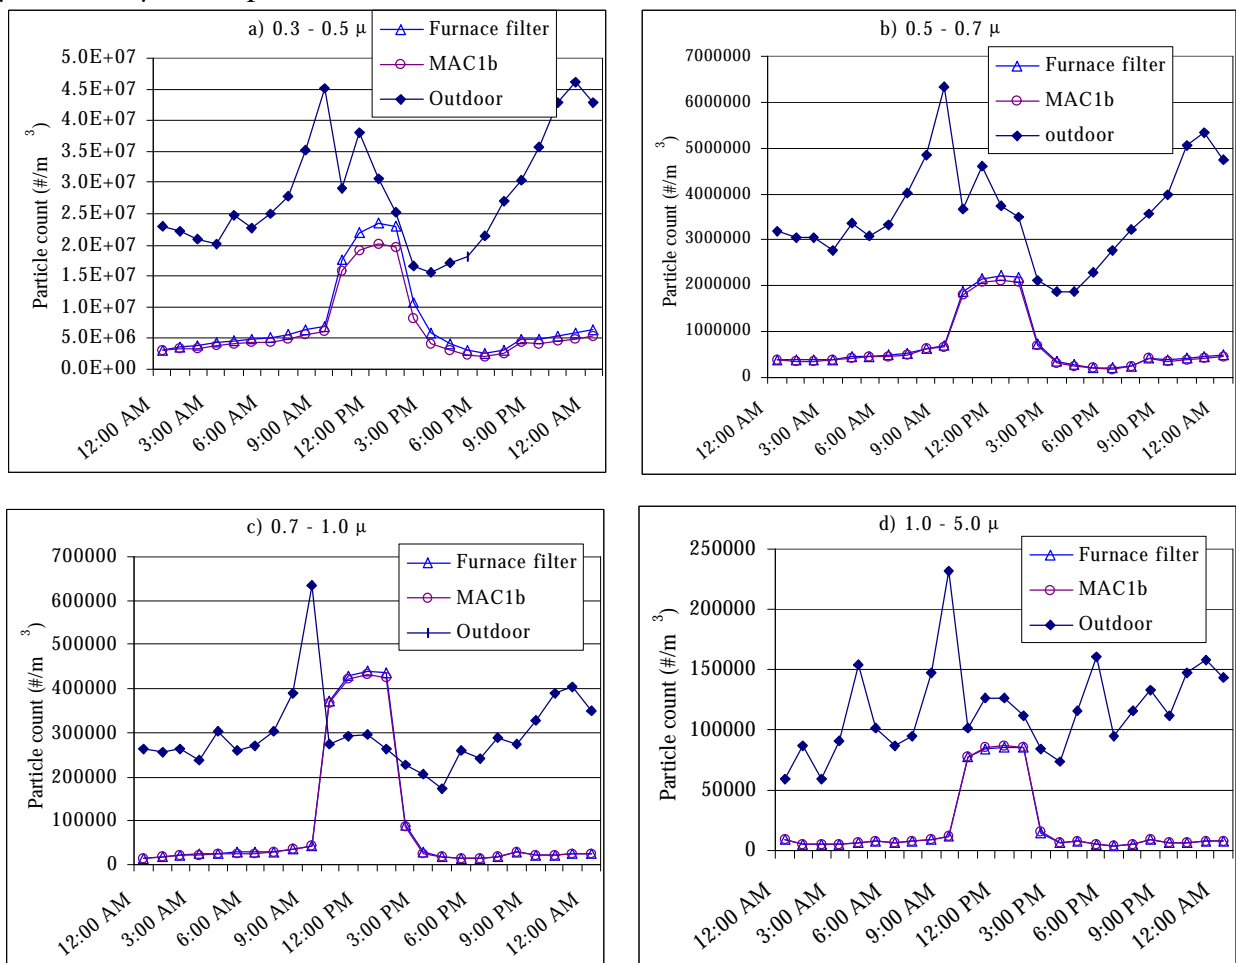 a) 0.3 - 0.5 μ
Furnace filter
MAC1b
Outdoor
Particle count (#/m3)
5.0E+07
4.5E+07
4.0E+07
3.5E+07
3.0E+07
2.5E+07
2.0E+07
1.5E+07
1.0E+07
5.0E+06
0.0E+00
12:00 AM
3:00 AM
6:00 AM
9:00 AM
12:00 PM
3:00 PM
6:00 PM
9:00 PM
12:00 AM
b) 0.5 - 0.7 μ
Furnace filter
MAC1b
outdoor
Particle count (#/m3)
7000000
6000000
5000000
4000000
3000000
2000000
1000000
0
12:00 AM
3:00 AM
6:00 AM
9:00 AM
12:00 PM
3:00 PM
6:00 PM
9:00 PM
12:00 AM
c) 0.7 - 1.0 μ
Furnace filter
MAC1b
Outdoor
Particle count (#/m3)
700000
600000
500000
400000
300000
200000
100000
0
12:00 AM
3:00 AM
6:00 AM
9:00 AM
12:00 PM
3:00 PM
6:00 PM
9:00 PM
12:00 AM
d) 1.0 - 5.0 μ
Furnace filter
MAC1b
Outdoor
Particle count (#/m3)
250000
200000
150000
100000
50000
0
12:00 AM
3:00 AM
6:00 AM
9:00 AM
12:00 PM
3:00 PM
6:00 PM
9:00 PM
12:00 AM